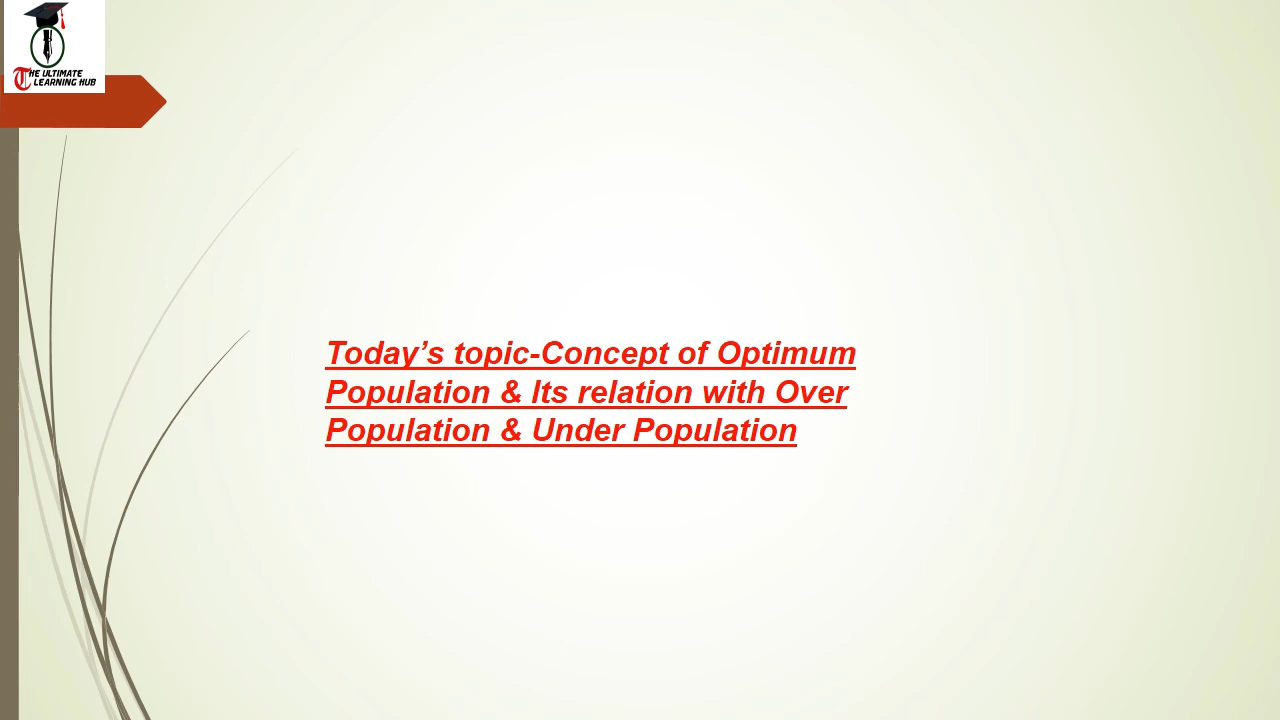 THE ULTIMATE
LEARNING HUB
Today’s topic-Concept of Optimum
Population & Its relation with Over
Population & Under Population